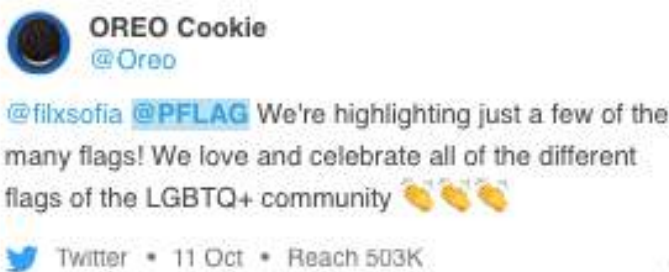 OREO Cookie
@Oreo
@filxsofia @PFLAG We're highlighting just a few of the
many flags! We love and celebrate all of the different
flags of the LGBTQ+ community 👏👏👏
Twitter • 11 Oct • Reach 503K